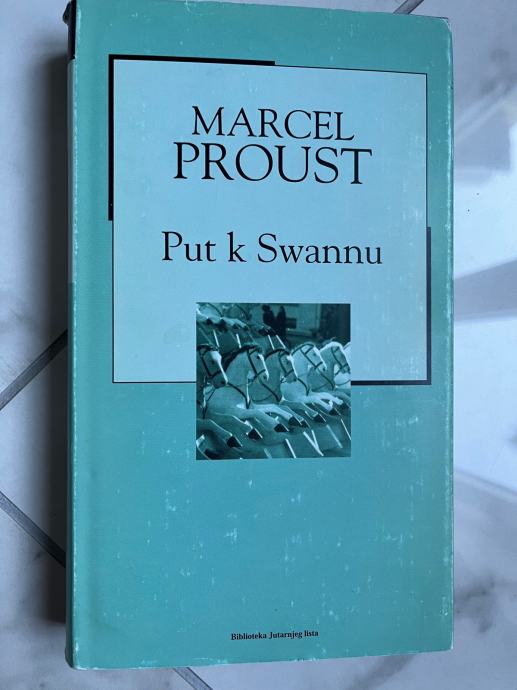 MARCEL
PROUST
Put k Swannu
Biblioteka Jutarnjeg lista